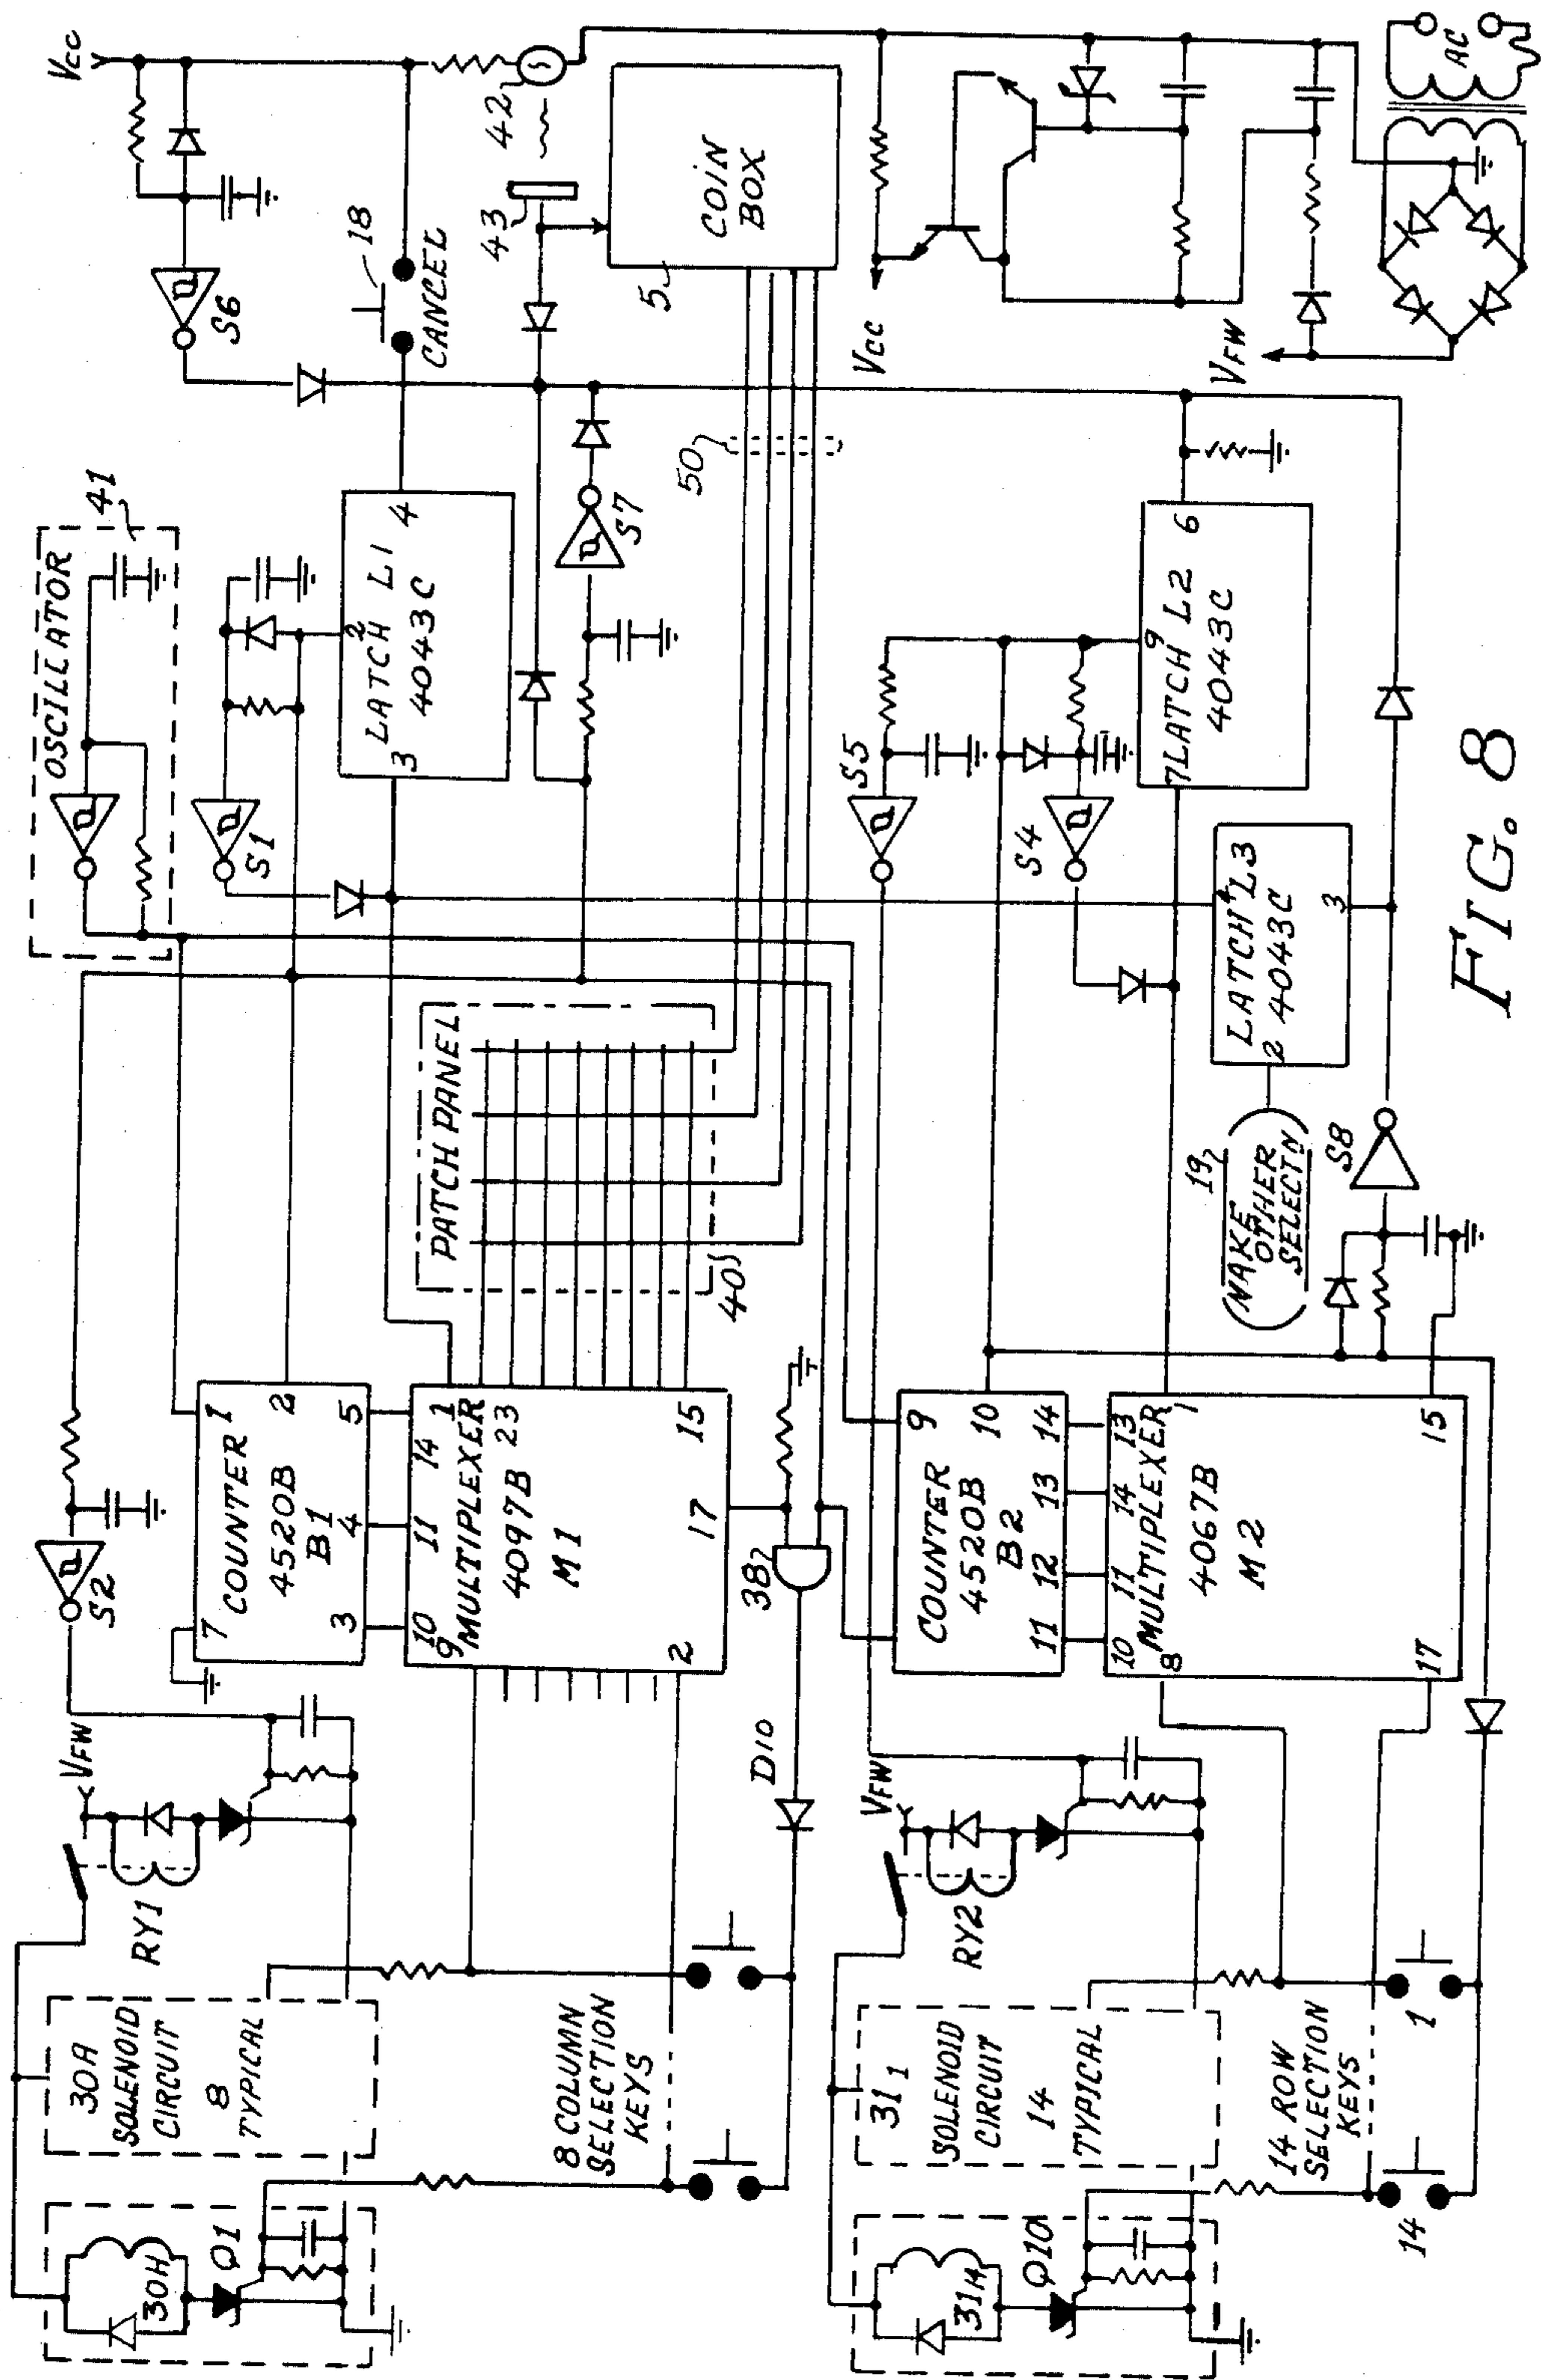 VCC
S6
18
CANCEL
42
43
5
COIN
BOX
50
VCC
VFW
AC
OSCILLATOR
41
S1
LATCH L1
4043C
2
3
4
S7
S5
S4
LATCH L2
4043C
9
7
6
LATCH L3
4043C
4
2
3
19
MAKE
OTHER
SELECTN
S8
PATCH PANEL
40
S2
COUNTER
4520B
B1
7
1
2
3
4
5
10
11
14
1
9
MULTIPLEXER
4097B
M1
23
15
17
2
38
D10
COUNTER
4520B
B2
9
10
11
12
13
14
10
11
14
13
MULTIPLEXER
1
8
4067B
M2
15
17
VFW
RY1
30A
SOLENOID
CIRCUIT
8
TYPICAL
30H
Q1
8 COLUMN
SELECTION
KEYS
VFW
RY2
31 1
SOLENOID
CIRCUIT
14
TYPICAL
31M
Q10
14 ROW
SELECTION
KEYS
1
14
FIG. 8